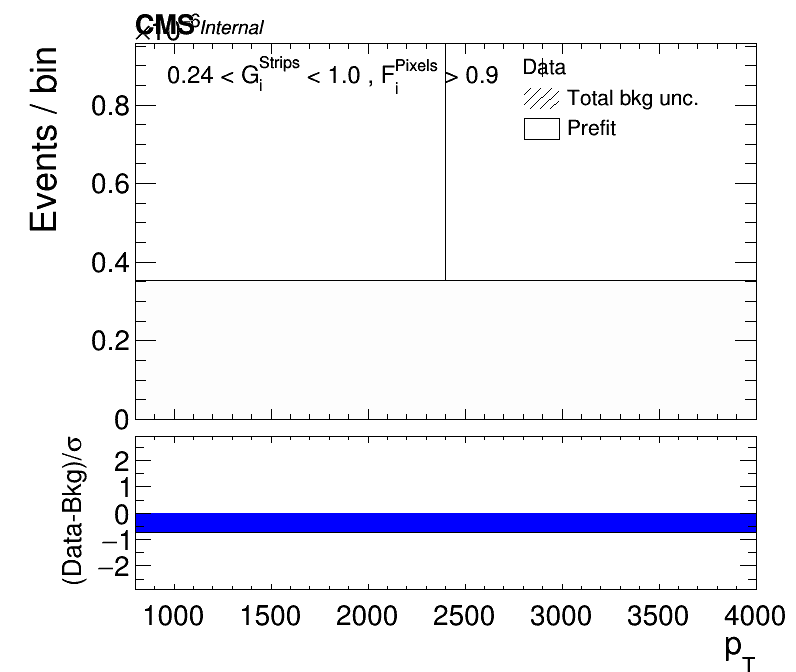 CMS Internal
×10⁻⁶
0.24 < G_i^Strips < 1.0 , F_i^Pixels > 0.9
Data
Total bkg unc.
Prefit
Events / bin
0.8
0.6
0.4
0.2
0
(Data-Bkg)/σ
2
1
0
−1
−2
1000 1500 2000 2500 3000 3500 4000
p_T